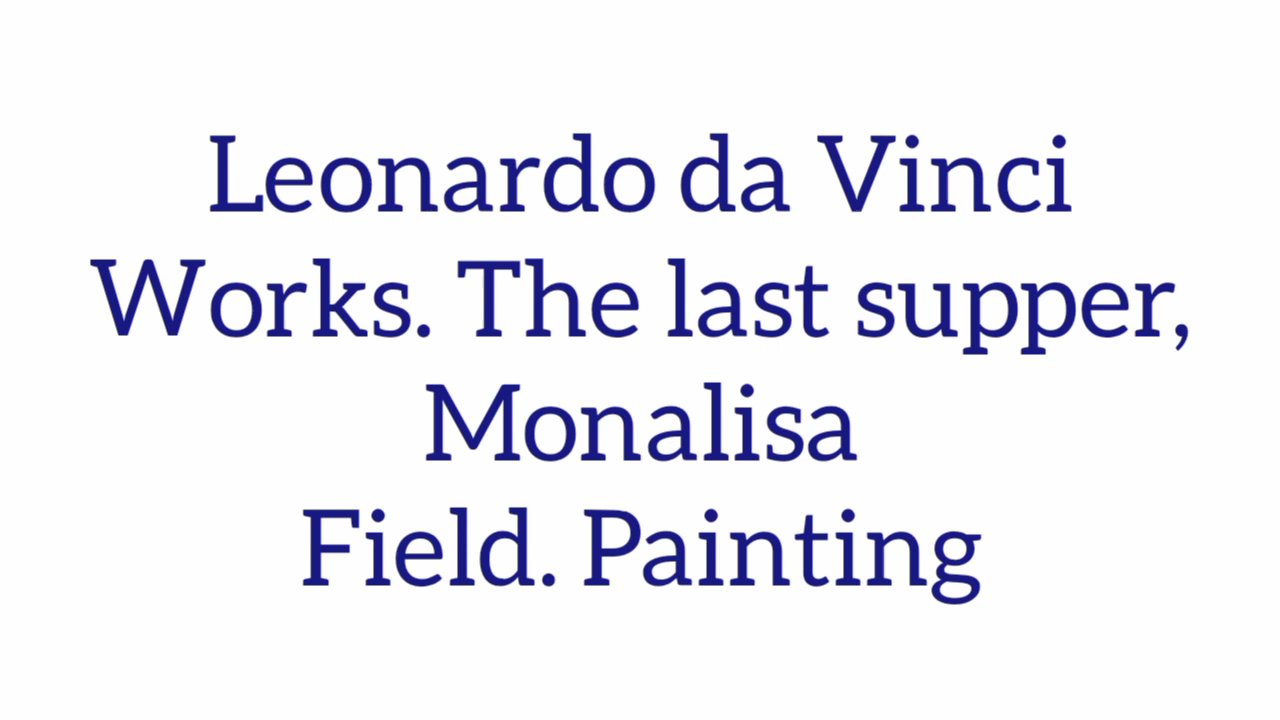 Leonardo da Vinci
Works. The last supper,
Monalisa
Field. Painting